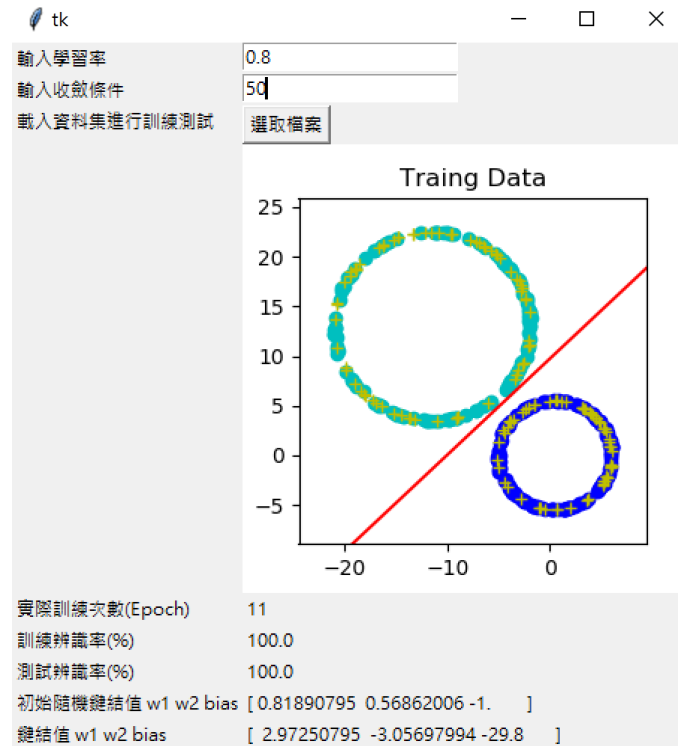 tk
輸入學習率 0.8
輸入收斂條件 50
載入資料集進行訓練測試 選取檔案
Traing Data
25
20
15
10
5
0
−5
−20 −10 0
實際訓練次數(Epoch) 11
訓練辨識率(%) 100.0
測試辨識率(%) 100.0
初始隨機鍵結值 w1 w2 bias [ 0.81890795 0.56862006 -1. ]
鍵結值 w1 w2 bias [ 2.97250795 -3.05697994 -29.8 ]